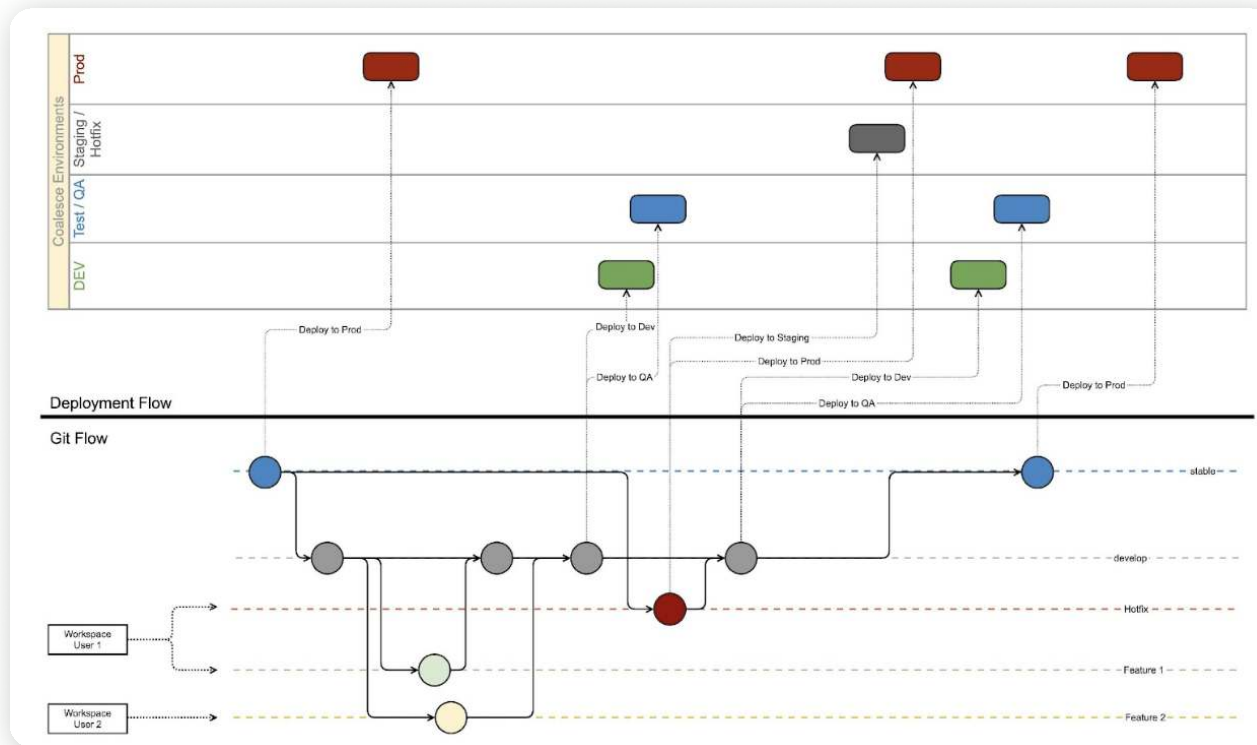 Coalesce Environments
Prod
Staging /
Hotfix
Test / QA
DEV
Deploy to Prod
Deploy to Dev
Deploy to Staging
Deploy to Prod
Deploy to QA
Deploy to Dev
Deploy to Prod
Deploy to QA
Deployment Flow
Git Flow
stable
develop
Hotfix
Workspace
User 1
Feature 1
Workspace
User 2
Feature 2